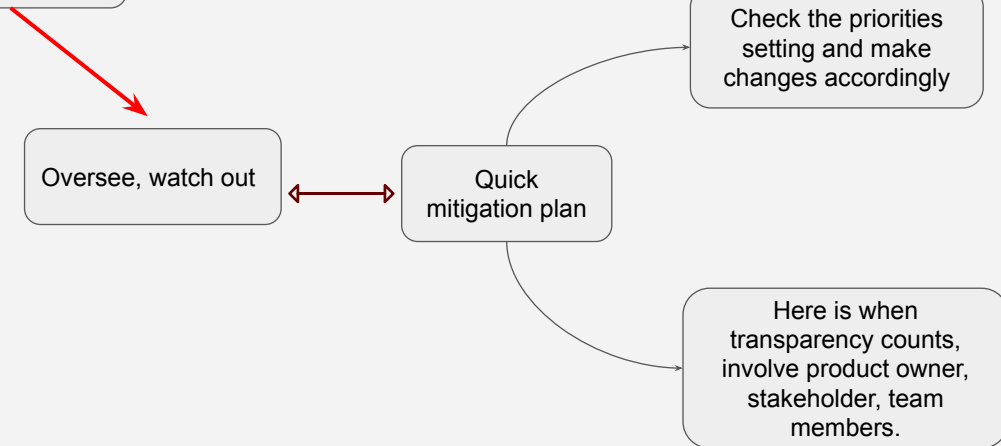 Check the priorities
setting and make
changes accordingly
Oversee, watch out
Quick
mitigation plan
Here is when
transparency counts,
involve product owner,
stakeholder, team
members.